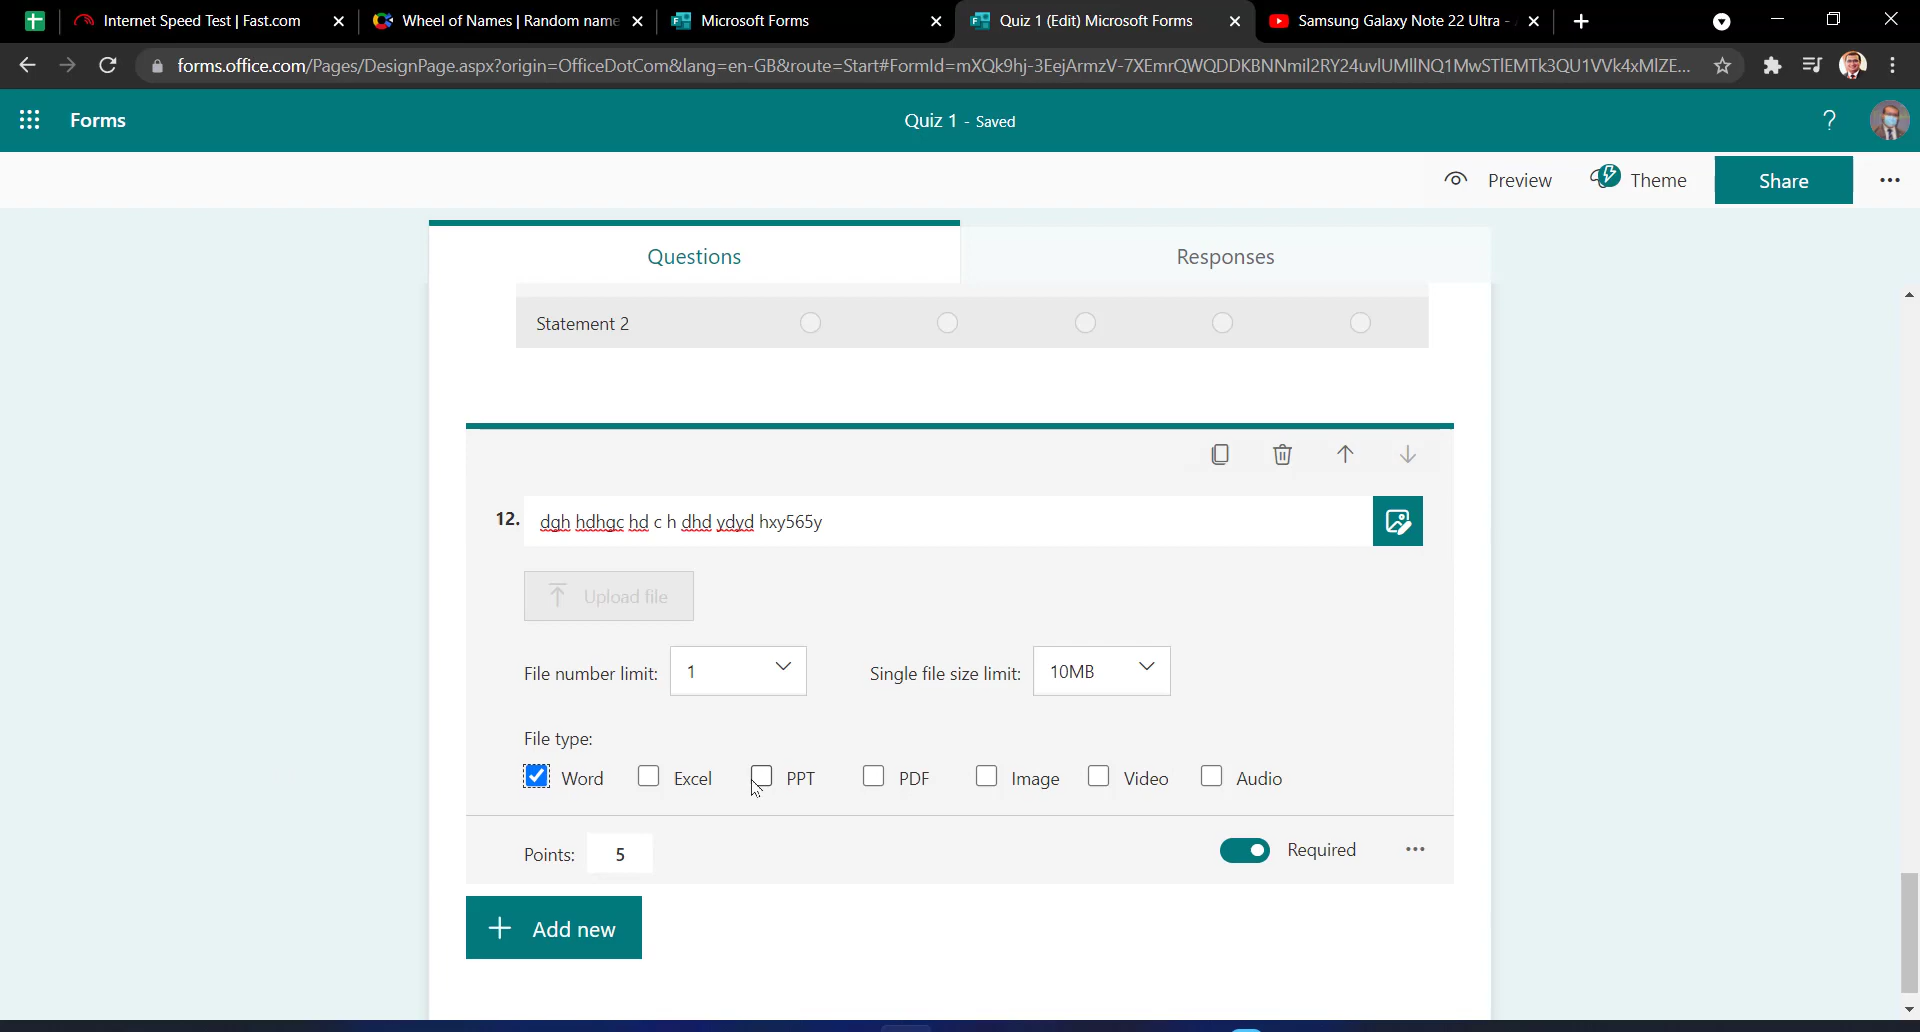 Internet Speed Test | Fast.com
Wheel of Names | Random name
Microsoft Forms
Quiz 1 (Edit) Microsoft Forms
Samsung Galaxy Note 22 Ultra -
forms.office.com/Pages/DesignPage.aspx?origin=OfficeDotCom&lang=en-GB&route=Start#FormId=mXQk9hj-3EejArmzV-7XEmrQWQDDKBNNmil2RY24uvlUMllNQ1MwSTlEMTk3QU1VVk4xMlZE...
Forms
Quiz 1 - Saved
?
Preview
Theme
Share
Questions
Responses
Statement 2
12. dgh hdhgc hd c h dhd ydyd hxy565y
Upload file
File number limit: 1
Single file size limit: 10MB
File type:
Word
Excel
PPT
PDF
Image
Video
Audio
Points: 5
Required
Add new